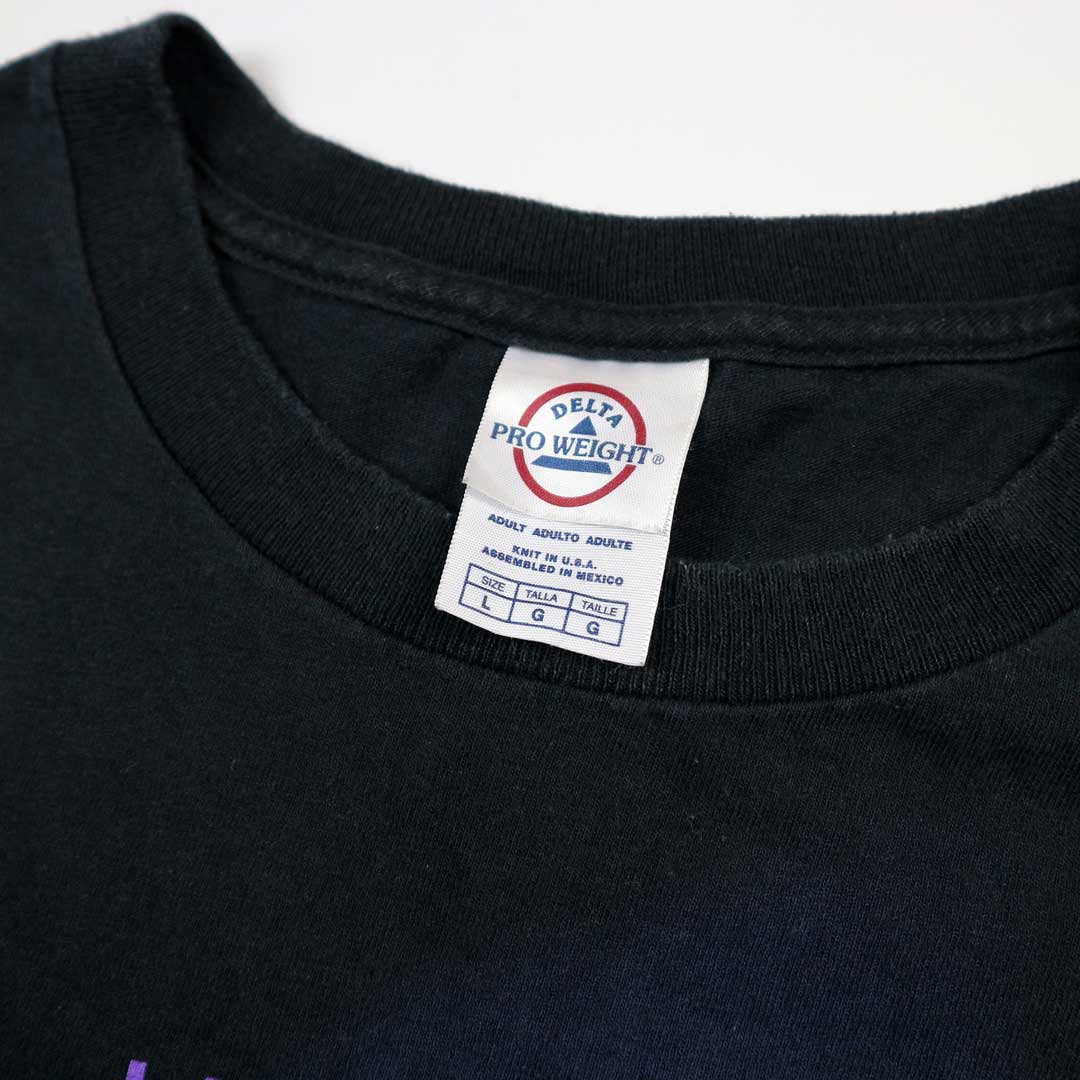 DELTA
PRO WEIGHT®
ADULT ADULTO ADULTE
KNIT IN U.S.A.
ASSEMBLED IN MEXICO
SIZE TALLA TAILLE
L G G